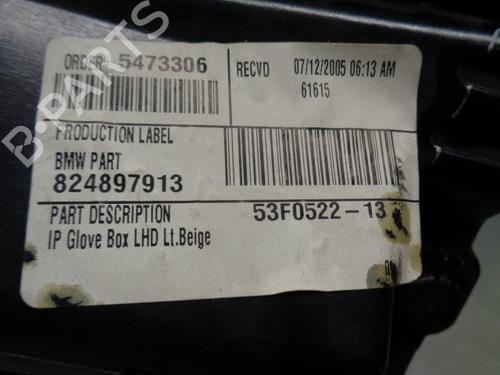 ORDER# 5473306
RECVD 07/12/2005 06:13 AM
61615
PRODUCTION LABEL
BMW PART
824897913
PART DESCRIPTION
53F0522-13
IP Glove Box LHD Lt.Beige
B-PARTS